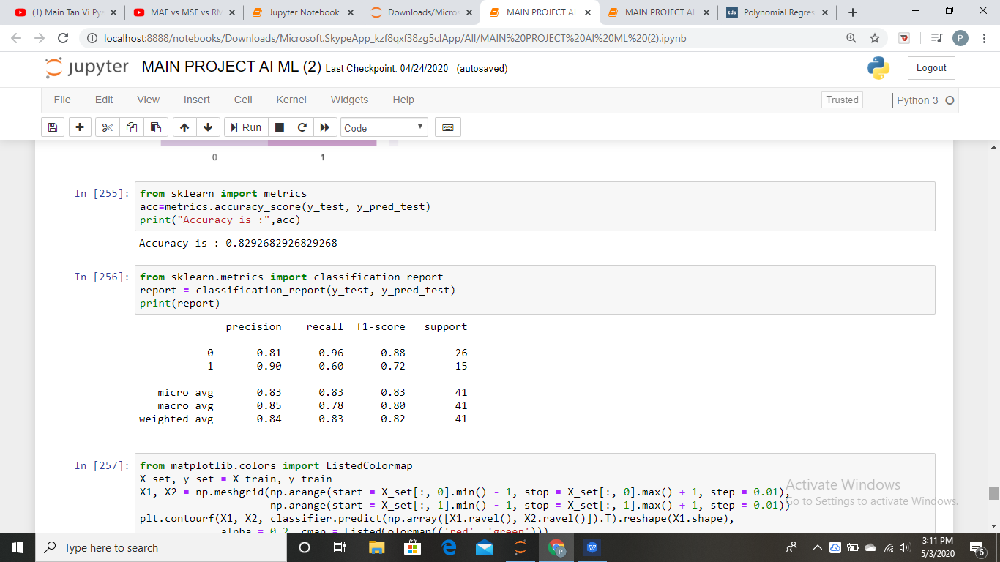 (1) Main Tan Vi Pya
MAE vs MSE vs RM
Jupyter Notebook
Downloads/Micros
MAIN PROJECT AI
MAIN PROJECT AI
tds Polynomial Regres
localhost:8888/notebooks/Downloads/Microsoft.SkypeApp_kzf8qxf38zg5c!App/All/MAIN%20PROJECT%20AI%20ML%20(2).ipynb
P
jupyter MAIN PROJECT AI ML (2) Last Checkpoint: 04/24/2020 (autosaved)
Logout
File Edit View Insert Cell Kernel Widgets Help
Trusted
Python 3
Run
Code
0 1
In [255]: from sklearn import metrics
acc=metrics.accuracy_score(y_test, y_pred_test)
print("Accuracy is :",acc)
Accuracy is : 0.8292682926829268
In [256]: from sklearn.metrics import classification_report
report = classification_report(y_test, y_pred_test)
print(report)
precision recall f1-score support
0 0.81 0.96 0.88 26
1 0.90 0.60 0.72 15
micro avg 0.83 0.83 0.83 41
macro avg 0.85 0.78 0.80 41
weighted avg 0.84 0.83 0.82 41
In [257]: from matplotlib.colors import ListedColormap
X_set, y_set = X_train, y_train
X1, X2 = np.meshgrid(np.arange(start = X_set[:, 0].min() - 1, stop = X_set[:, 0].max() + 1, step = 0.01),
np.arange(start = X_set[:, 1].min() - 1, stop = X_set[:, 1].max() + 1, step = 0.01))
plt.contourf(X1, X2, classifier.predict(np.array([X1.ravel(), X2.ravel()]).T).reshape(X1.shape),
alpha = 0.2, cmap = ListedColormap(('red', 'green')))
Activate Windows
Go to Settings to activate Windows.
Type here to search
P
3:11 PM
5/3/2020
6